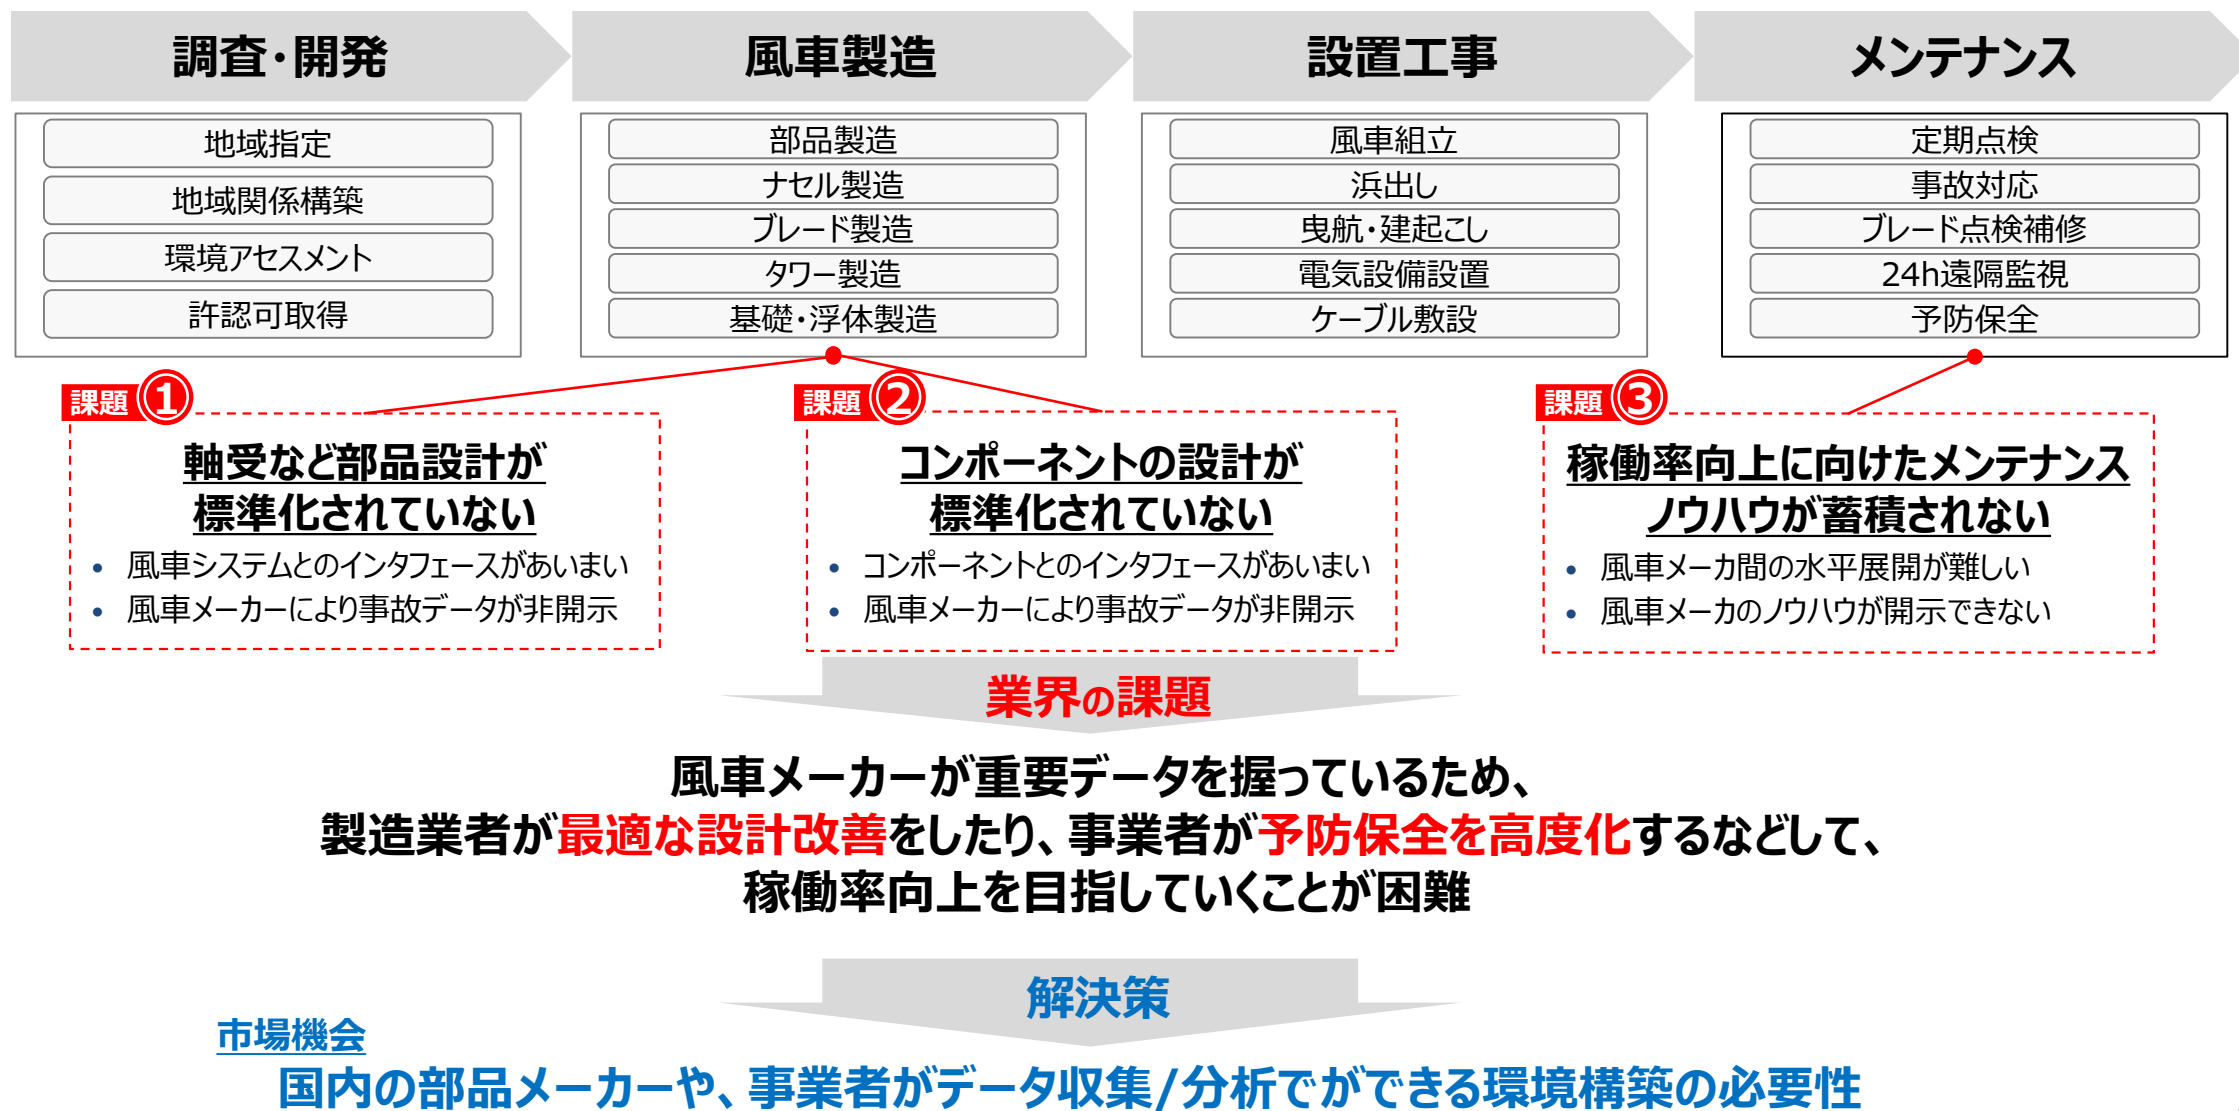 調査・開発
風車製造
設置工事
メンテナンス
地域指定
地域関係構築
環境アセスメント
許認可取得
部品製造
ナセル製造
ブレード製造
タワー製造
基礎・浮体製造
風車組立
浜出し
曳航・建起こし
電気設備設置
ケーブル敷設
定期点検
事故対応
ブレード点検補修
24h遠隔監視
予防保全
課題①
軸受など部品設計が
標準化されていない
• 風車システムとのインタフェースがあいまい
• 風車メーカーにより事故データが非開示
課題②
コンポーネントの設計が
標準化されていない
• コンポーネントとのインタフェースがあいまい
• 風車メーカーにより事故データが非開示
課題③
稼働率向上に向けたメンテナンス
ノウハウが蓄積されない
• 風車メーカ間の水平展開が難しい
• 風車メーカのノウハウが開示できない
業界の課題
風車メーカーが重要データを握っているため、
製造業者が最適な設計改善をしたり、事業者が予防保全を高度化するなどして、
稼働率向上を目指していくことが困難
解決策
市場機会
国内の部品メーカーや、事業者がデータ収集/分析でができる環境構築の必要性